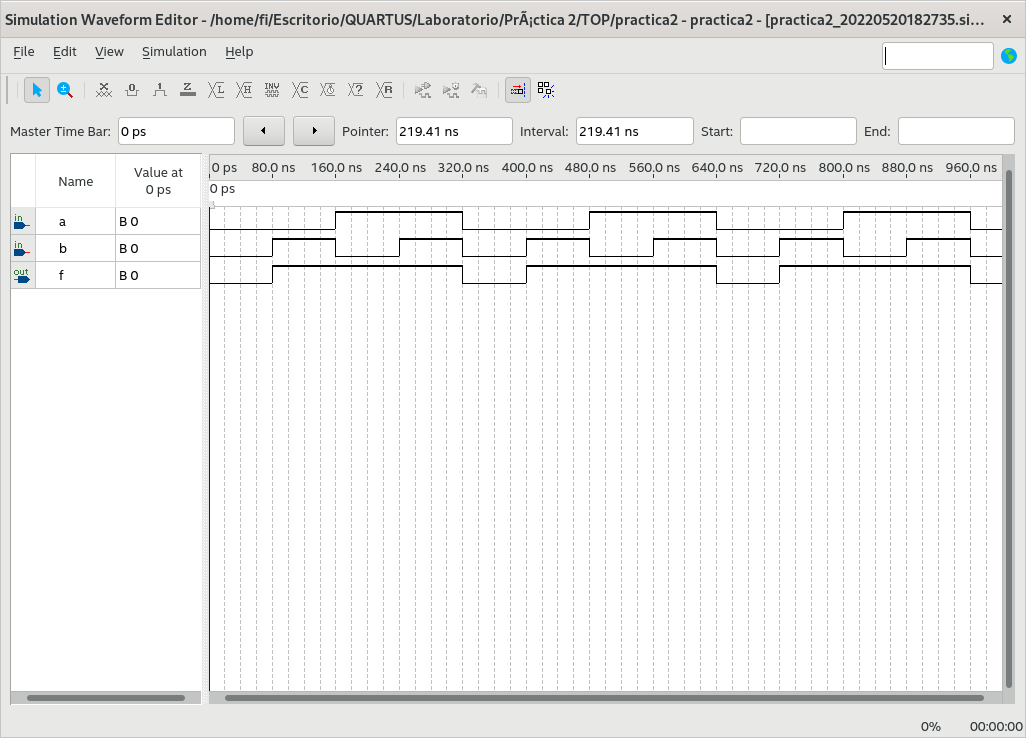 Simulation Waveform Editor - /home/fi/Escritorio/QUARTUS/Laboratorio/PrÃ¡ctica 2/TOP/practica2 - practica2 - [practica2_20220520182735.si...
File Edit View Simulation Help
Master Time Bar: 0 ps Pointer: 219.41 ns Interval: 219.41 ns Start: End:
Name Value at 0 ps
0 ps 80.0 ns 160.0 ns 240.0 ns 320.0 ns 400.0 ns 480.0 ns 560.0 ns 640.0 ns 720.0 ns 800.0 ns 880.0 ns 960.0 ns
0 ps
in a B 0
in b B 0
out f B 0
0% 00:00:00